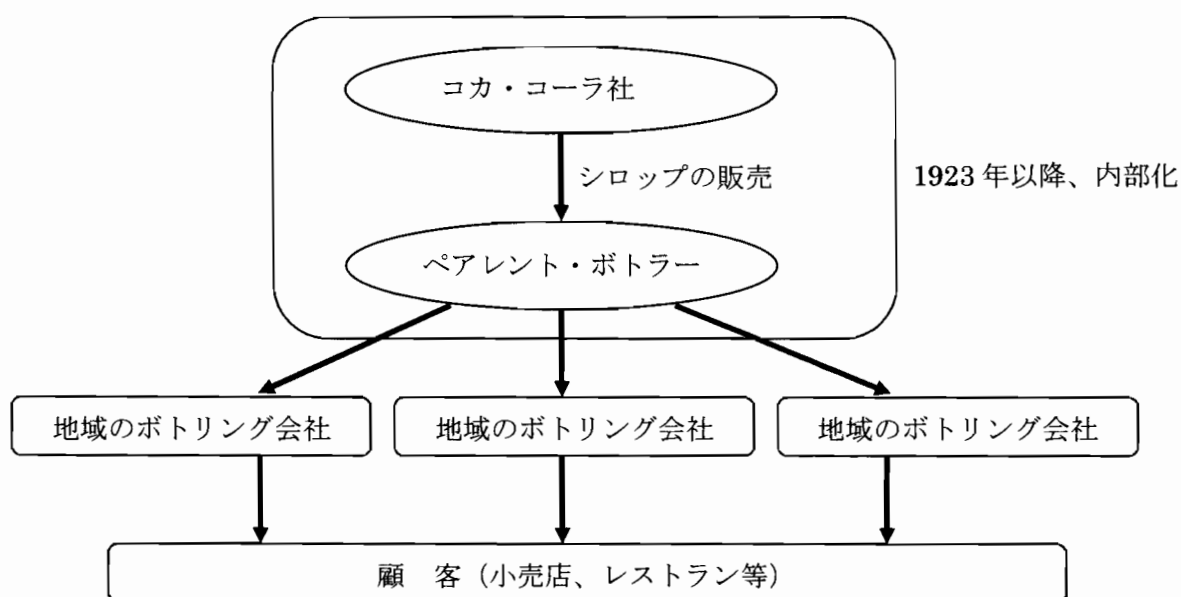 コカ・コーラ社
シロップの販売
1923 年以降、内部化
ペアレント・ボトラー
地域のボトリング会社
地域のボトリング会社
地域のボトリング会社
顧　客（小売店、レストラン等）